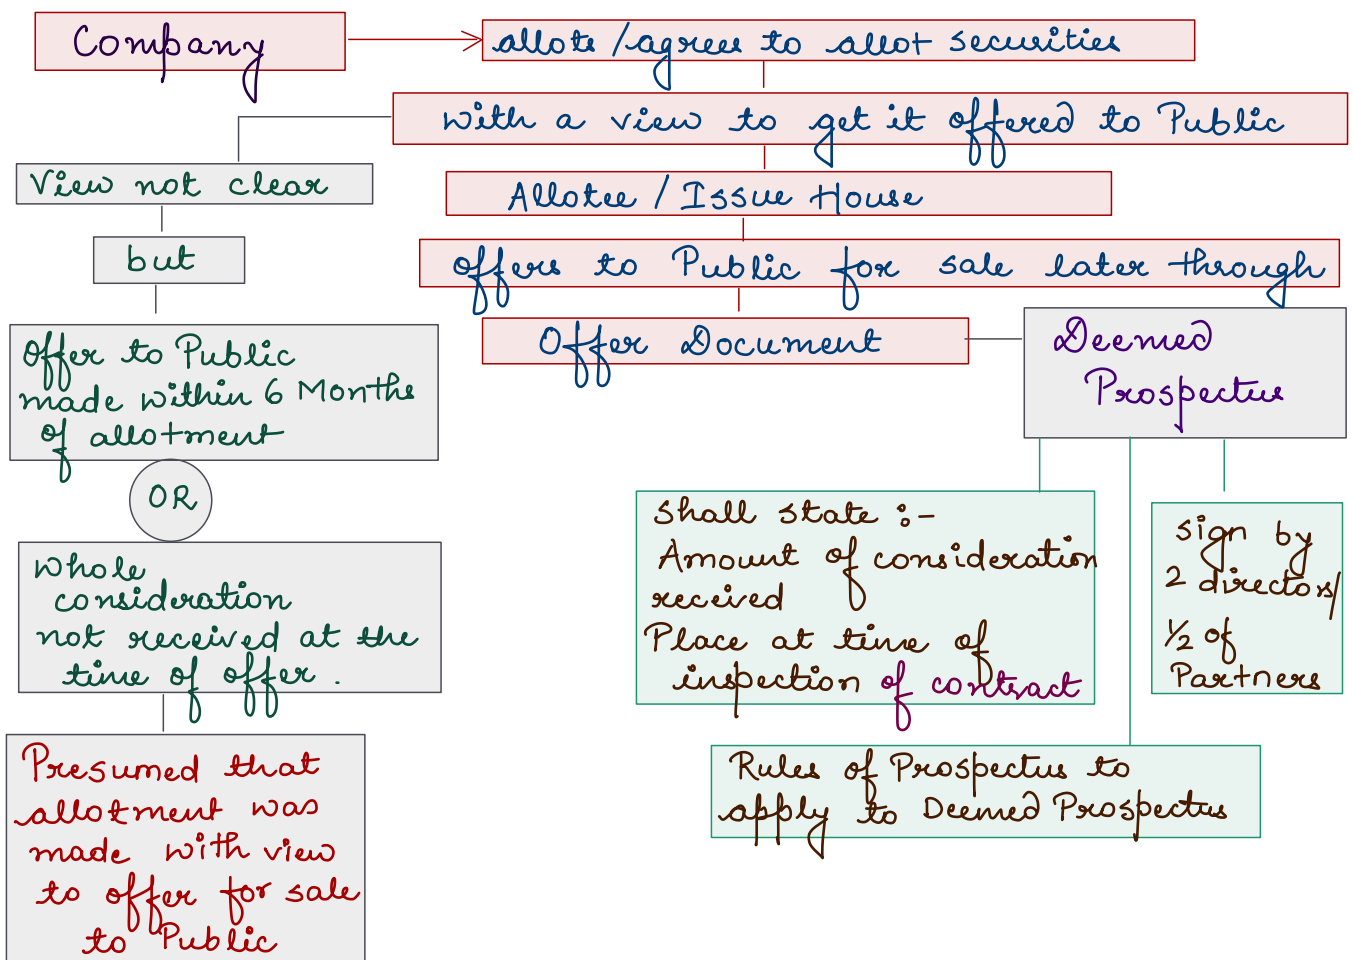 Company
allots/agrees to allot securities
with a view to get it offered to Public
View not clear
Allotee / Issue House
but
offers to Public for sale later through
Offer to Public
made within 6 Months
of allotment
Offer Document
Deemed
Prospectus
OR
whole
consideration
not received at the
time of offer.
Shall state :-
Amount of consideration
received
Place at time of
inspection of contract
sign by
2 directors/
1/2 of
Partners
Presumed that
allotment was
made with view
to offer for sale
to Public
Rules of Prospectus to
apply to Deemed Prospectus